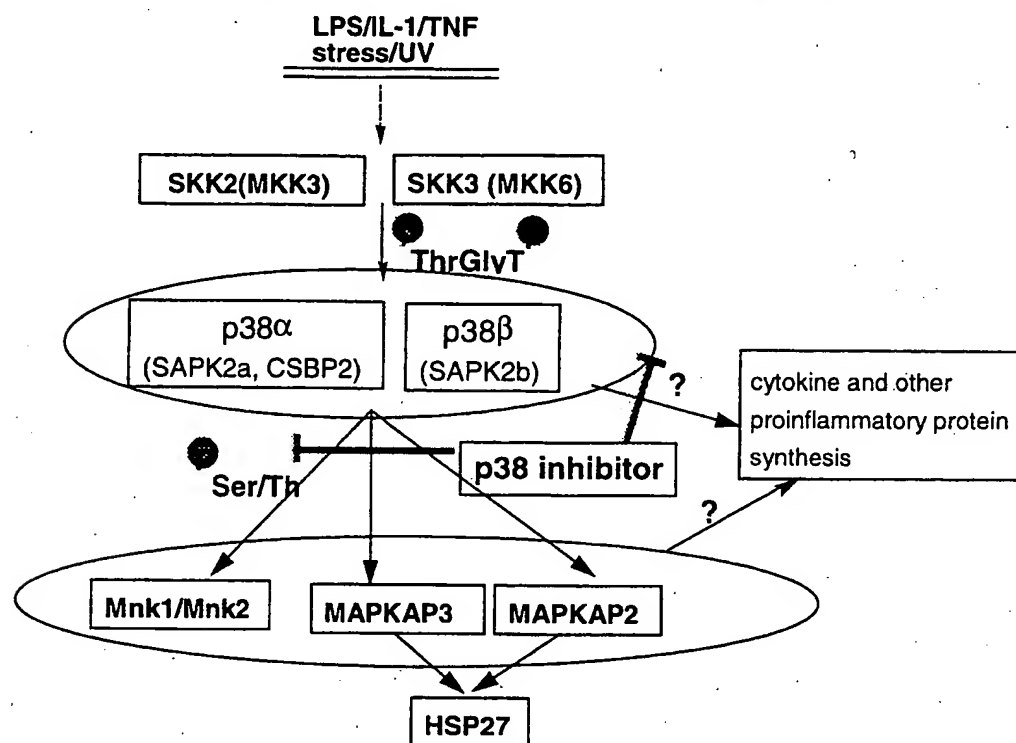 LPS/IL-1/TNF
stress/UV
SKK2(MKK3)
SKK3 (MKK6)
ThrGlyT
p38α
(SAPK2a, CSBP2)
p38β
(SAPK2b)
?
cytokine and other
proinflammatory protein
synthesis
p38 inhibitor
Ser/Th
?
Mnk1/Mnk2
MAPKAP3
MAPKAP2
HSP27